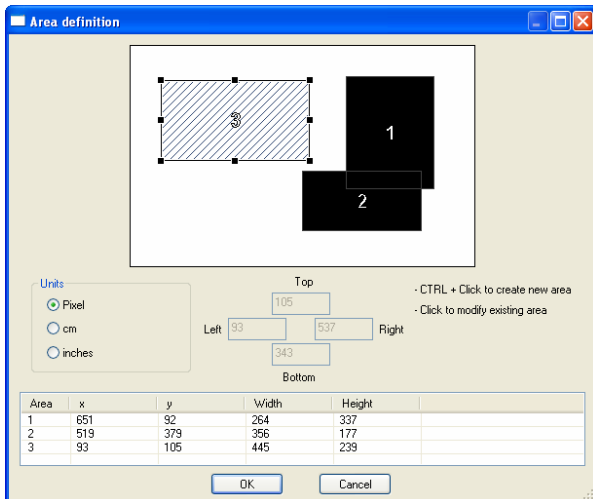 Area definition
3
1
2
Units
Pixel
cm
inches
Top
105
Left 93 537 Right
343
Bottom
- CTRL + Click to create new area
- Click to modify existing area
Area x y Width Height
1 651 92 264 337
2 519 379 356 177
3 93 105 445 239
OK Cancel